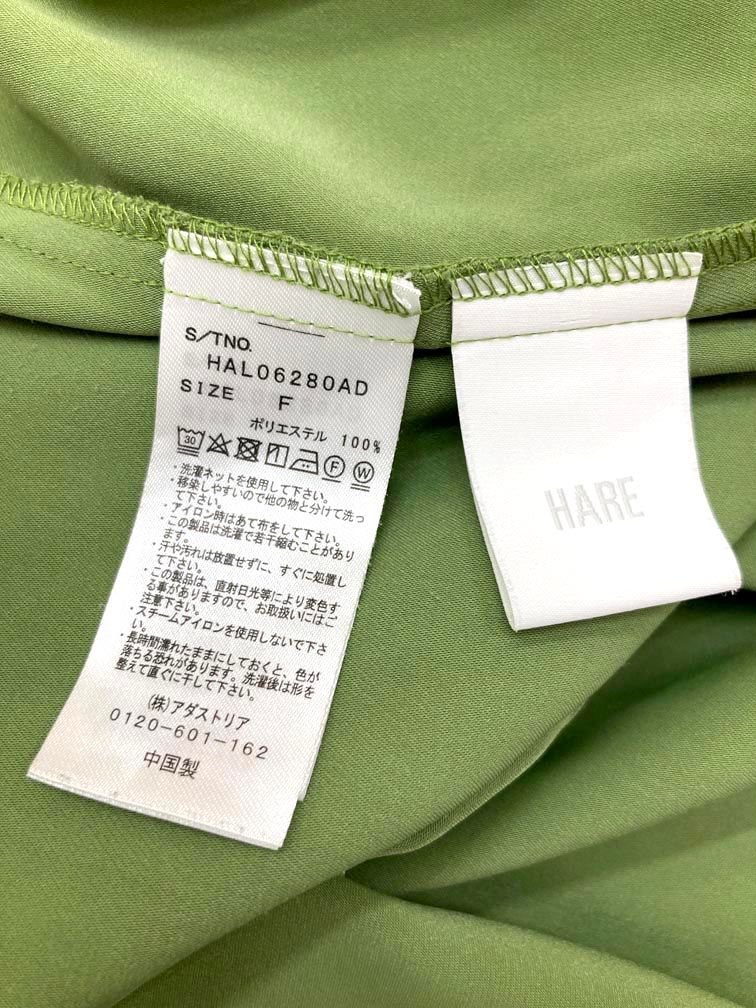 S/TNO.
HAL06280AD
SIZE F
ポリエステル 100%
30
F
W
・洗濯ネットを使用して下さい。
・移染しやすいので他の物と分けて洗っ
て下さい。
・アイロン時はあて布をして下さい。
・この製品は洗濯で若干縮むことがあり
ます。
・汗や汚れは放置せずに、すぐに処置し
て下さい。
・この製品は、直射日光等により変色す
る事がありますので、お取扱いにはご
注意下さい。
・スチームアイロンを使用しないで下さ
い。
・長時間濡れたままにしておくと、色が
落ちる恐れがあります。洗濯後は形を
整えて直ぐに干して下さい。
(株)アダストリア
0120-601-162
中国製
HARE